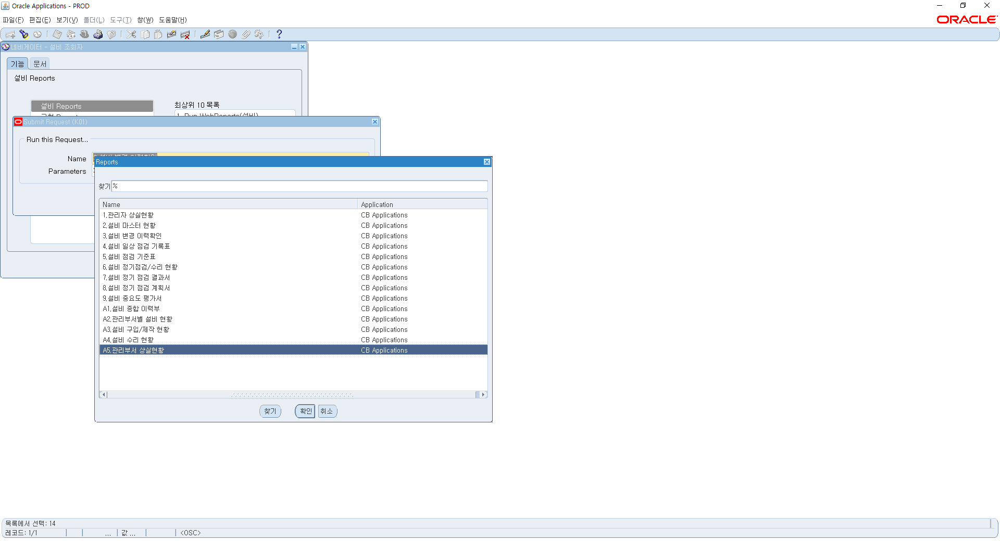 Oracle Applications - PROD
파일(F) 편집(E) 보기(V) 폴더(L) 도구(T) 창(W) 도움말(H)
ORACLE
네비게이터 - 설비 조회자
기능 문서
설비 Reports
설비 Reports
최상위 10 목록
1. Run WebReports(설비)
Submit Request (K01)
Run this Request...
Name
Parameters
Reports
찾기 %
Name Application
1.관리자 상실현황 CB Applications
2.설비 마스터 현황 CB Applications
3.설비 변경 이력확인 CB Applications
4.설비 일상 점검 기록표 CB Applications
5.설비 점검 기준표 CB Applications
6.설비 정기점검/수리 현황 CB Applications
7.설비 정기 점검 결과서 CB Applications
8.설비 정기 점검 계획서 CB Applications
9.설비 중요도 평가서 CB Applications
A1.설비 종합 이력부 CB Applications
A2.관리부서별 설비 현황 CB Applications
A3.설비 구입/제작 현황 CB Applications
A4.설비 수리 현황 CB Applications
A5.관리부서 상실현황 CB Applications
찾기 확인 취소
목록에서 선택: 14
레코드: 1/1 ... 값 ... <OSC>